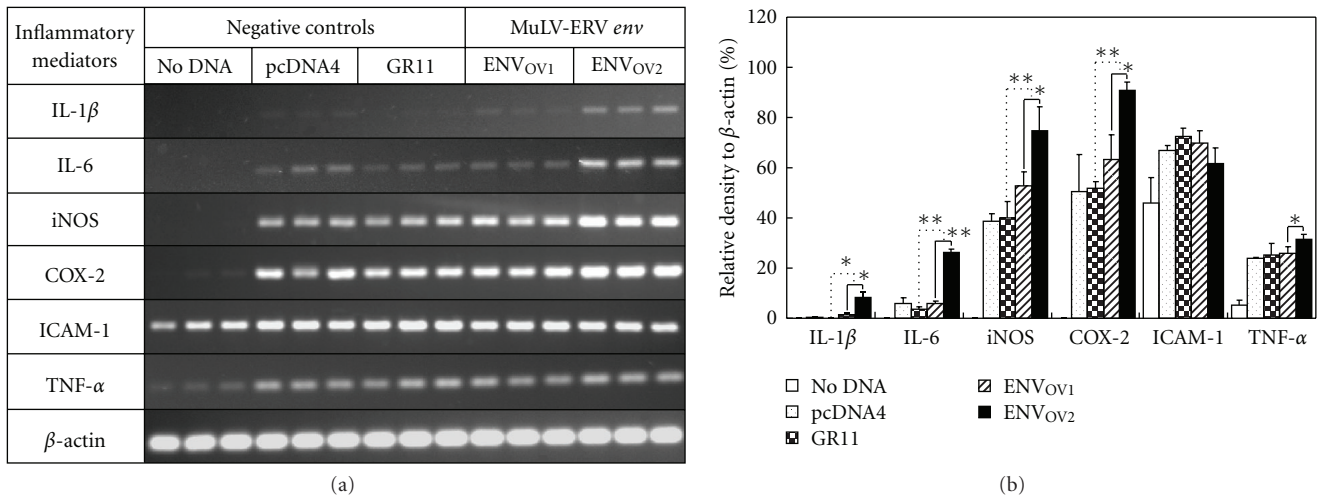 Inflammatory mediators
Negative controls
MuLV-ERV env
No DNA
pcDNA4
GR11
ENVOV1
ENVOV2
IL-1β
IL-6
iNOS
COX-2
ICAM-1
TNF-α
β-actin
(a)
Relative density to β-actin (%)
120
100
80
60
40
20
0
*
*
**
**
**
*
**
*
*
IL-1β
IL-6
iNOS
COX-2
ICAM-1
TNF-α
No DNA
pcDNA4
GR11
ENVOV1
ENVOV2
(b)